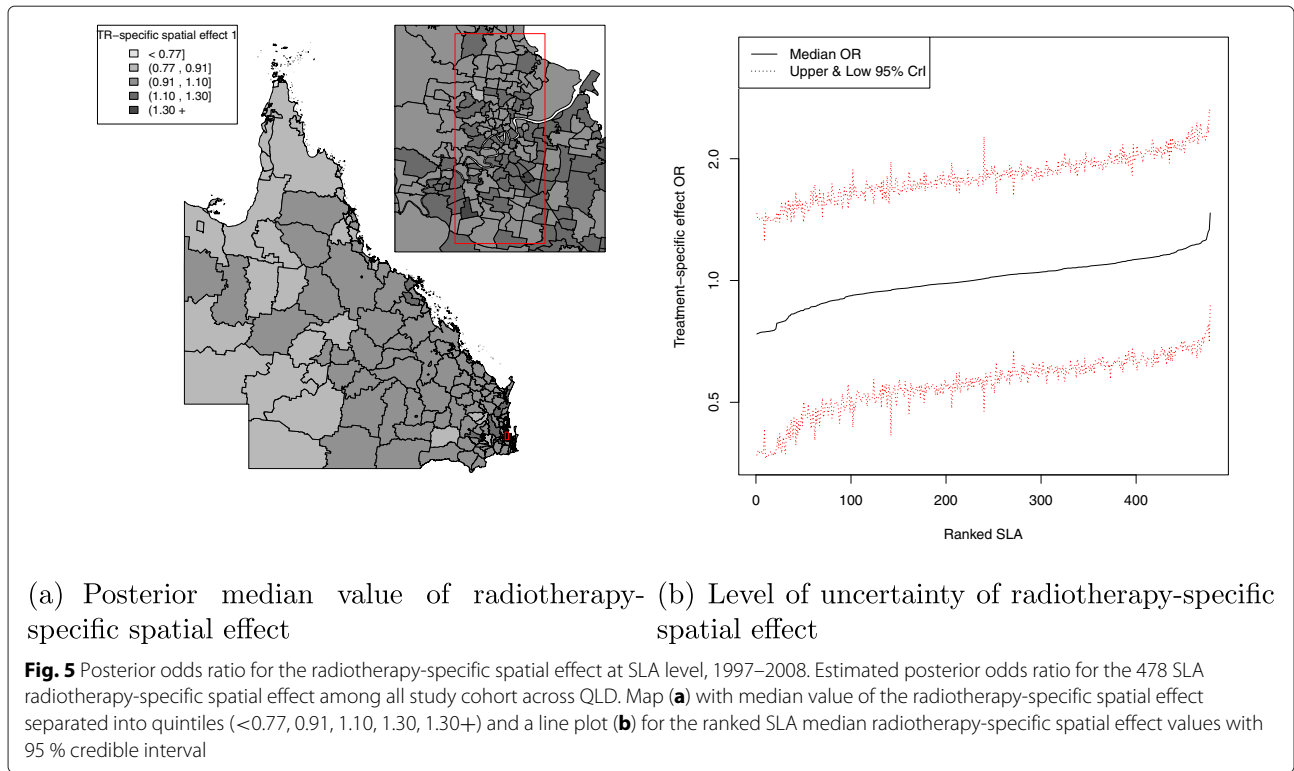 TR-specific spatial effect 1
< 0.77]
(0.77 , 0.91]
(0.91 , 1.10]
(1.10 , 1.30]
(1.30 +
Median OR
Upper & Low 95% CrI
Treatment-specific effect OR
2.0
1.0
0.5
0
100
200
300
400
Ranked SLA
(a) Posterior median value of radiotherapy-specific spatial effect
(b) Level of uncertainty of radiotherapy-specific spatial effect
Fig. 5 Posterior odds ratio for the radiotherapy-specific spatial effect at SLA level, 1997–2008. Estimated posterior odds ratio for the 478 SLA
radiotherapy-specific spatial effect among all study cohort across QLD. Map (a) with median value of the radiotherapy-specific spatial effect
separated into quintiles (<0.77, 0.91, 1.10, 1.30, 1.30+) and a line plot (b) for the ranked SLA median radiotherapy-specific spatial effect values with
95 % credible interval